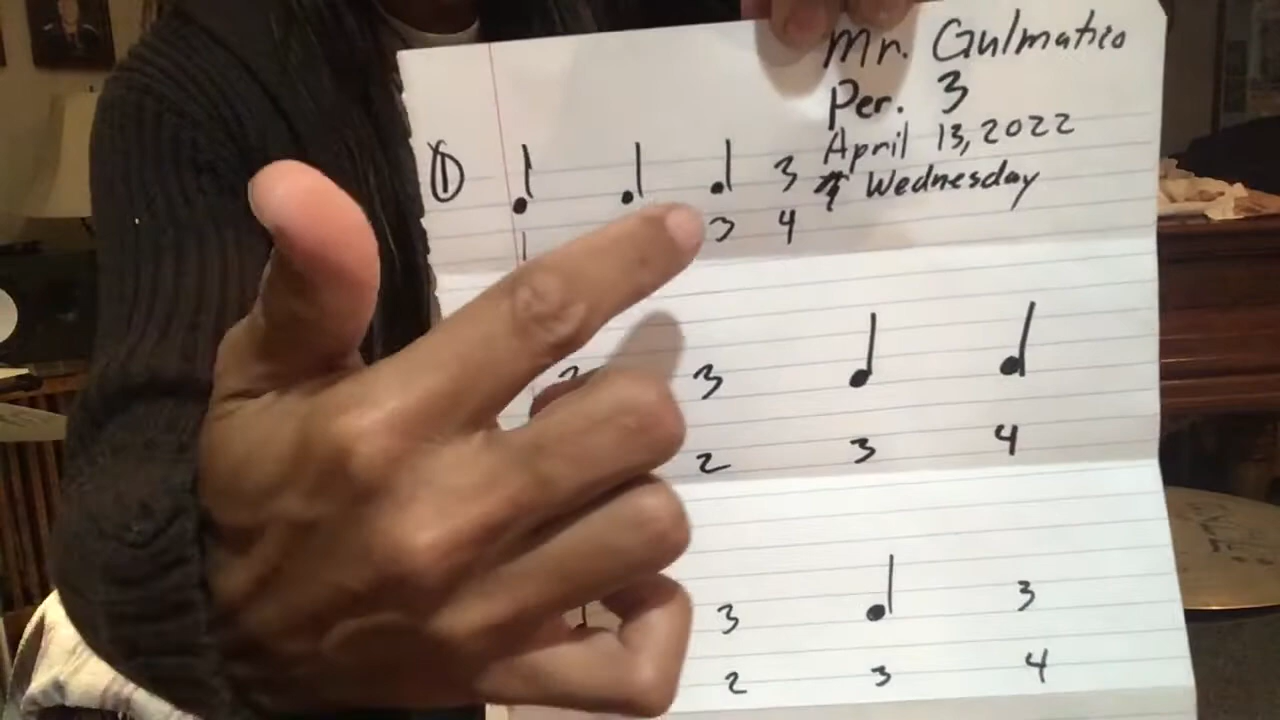 Mr. Gulmatico
Per. 3
April 13, 2022
Wednesday
① 3
1 3 4
3
2 3 4
3 3
2 3 4